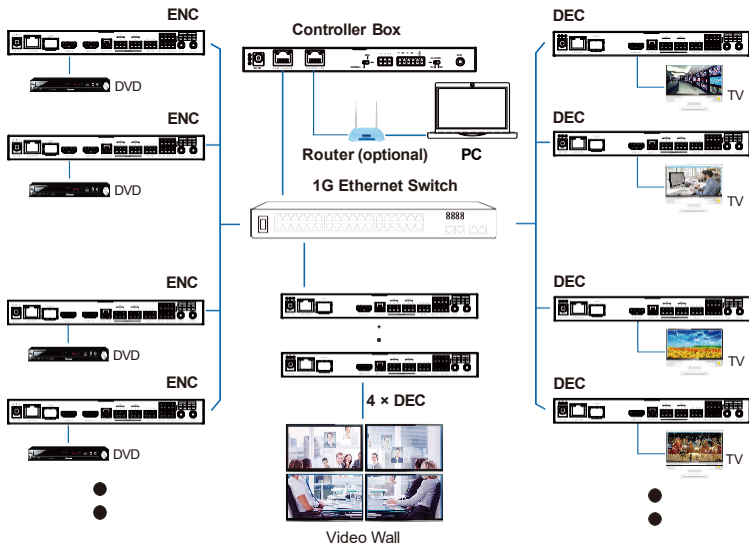 ENC
Controller Box
DEC
DVD
TV
ENC
DEC
Router (optional)
PC
DVD
1G Ethernet Switch
TV
8888
ENC
DEC
DVD
TV
ENC
4 × DEC
DEC
DVD
TV
Video Wall